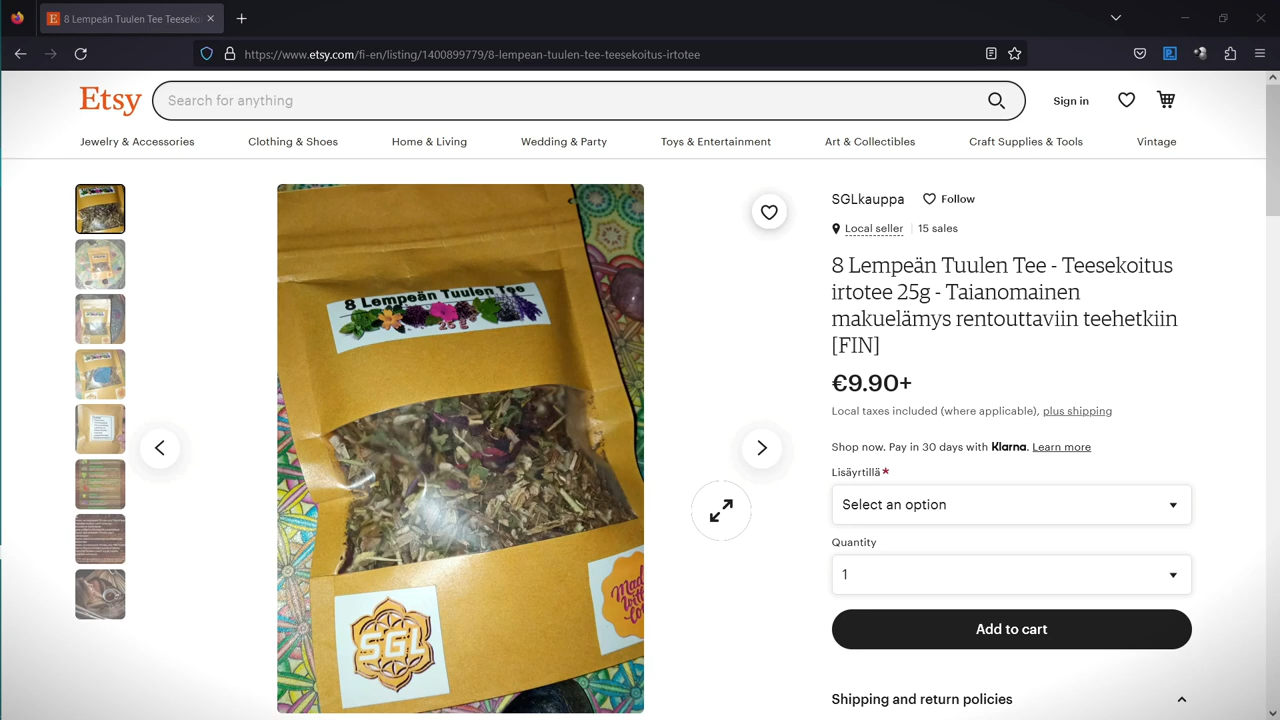 8 Lempeän Tuulen Tee Teeseko
https://www.etsy.com/fi-en/listing/1400899779/8-lempean-tuulen-tee-teesekoitus-irtotee
Etsy
Search for anything
Sign in
Jewelry & Accessories
Clothing & Shoes
Home & Living
Wedding & Party
Toys & Entertainment
Art & Collectibles
Craft Supplies & Tools
Vintage
8 Lempeän Tuulen Tee
SGL
Made
with
SGLkauppa
Follow
Local seller
15 sales
8 Lempeän Tuulen Tee - Teesekoitus
irtotee 25g - Taianomainen
makuelämys rentouttaviin teehetkiin
[FIN]
€9.90+
Local taxes included (where applicable), plus shipping
Shop now. Pay in 30 days with Klarna. Learn more
Lisäyrtillä*
Select an option
Quantity
1
Add to cart
Shipping and return policies